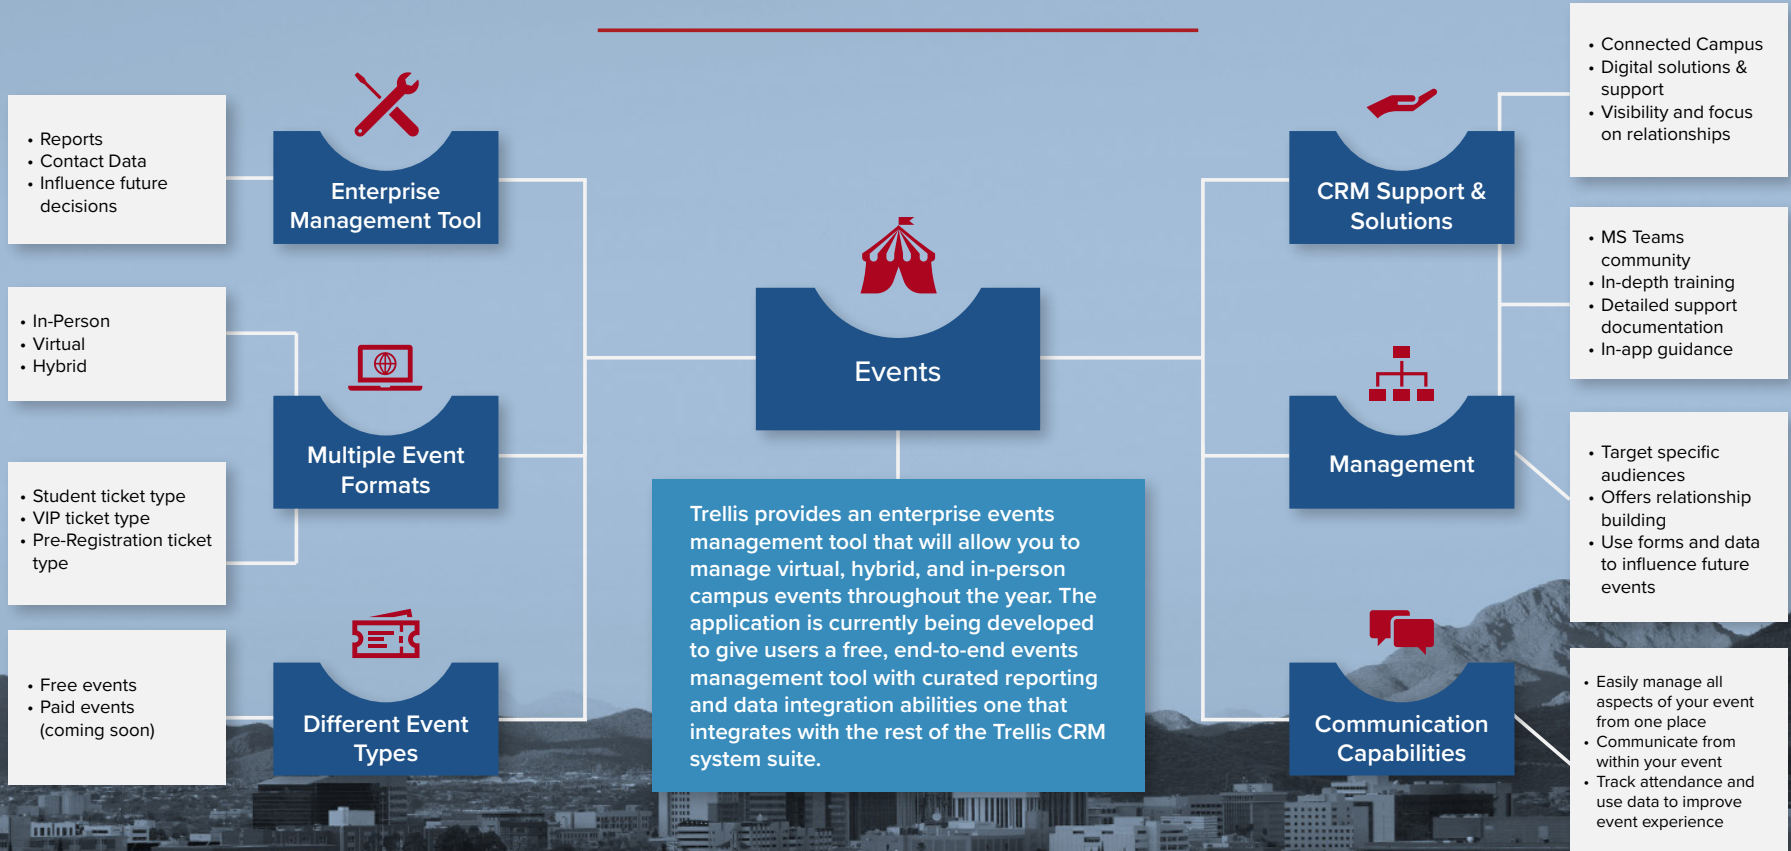 • Reports
• Contact Data
• Influence future
decisions
Enterprise
Management Tool
• In-Person
• Virtual
• Hybrid
Multiple Event
Formats
• Student ticket type
• VIP ticket type
• Pre-Registration ticket
type
• Free events
• Paid events
(coming soon)
Different Event
Types
Events
Trellis provides an enterprise events
management tool that will allow you to
manage virtual, hybrid, and in-person
campus events throughout the year. The
application is currently being developed
to give users a free, end-to-end events
management tool with curated reporting
and data integration abilities one that
integrates with the rest of the Trellis CRM
system suite.
CRM Support &
Solutions
• Connected Campus
• Digital solutions &
support
• Visibility and focus
on relationships
• MS Teams
community
• In-depth training
• Detailed support
documentation
• In-app guidance
Management
• Target specific
audiences
• Offers relationship
building
• Use forms and data
to influence future
events
Communication
Capabilities
• Easily manage all
aspects of your event
from one place
• Communicate from
within your event
• Track attendance and
use data to improve
event experience